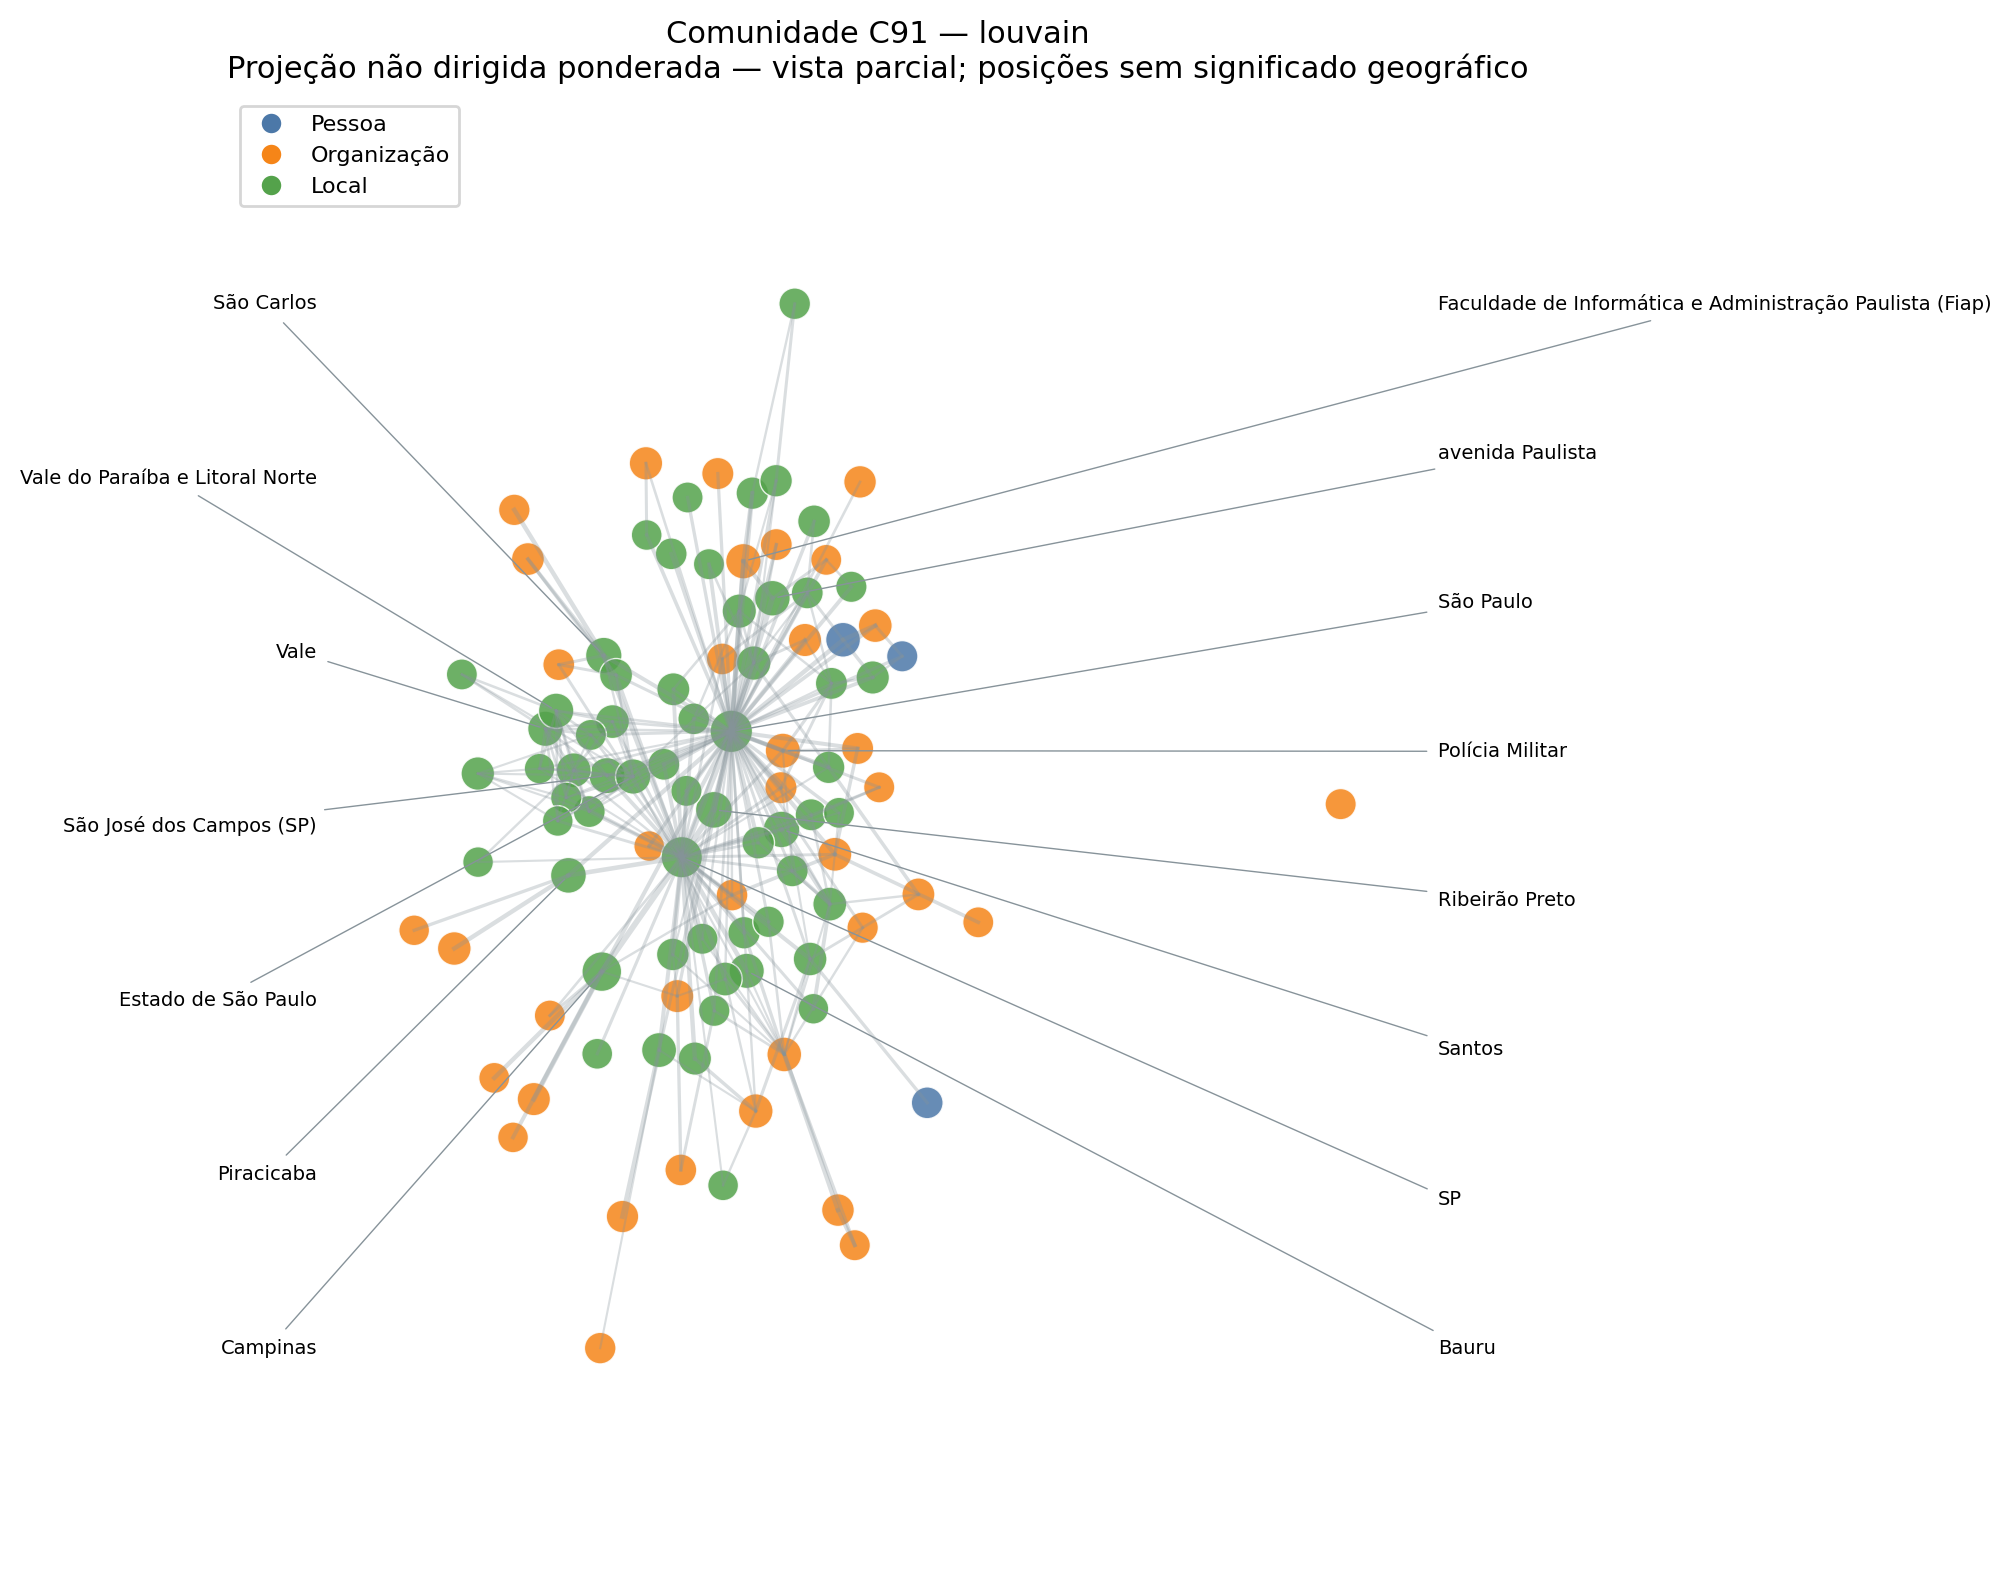 Comunidade C91 — louvain
Projeção não dirigida ponderada — vista parcial; posições sem significado geográfico
Pessoa
Organização
Local
São Carlos
Vale do Paraíba e Litoral Norte
Vale
São José dos Campos (SP)
Estado de São Paulo
Piracicaba
Campinas
Faculdade de Informática e Administração Paulista (Fiap)
avenida Paulista
São Paulo
Polícia Militar
Ribeirão Preto
Santos
SP
Bauru